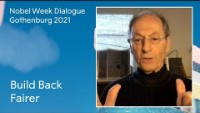 Nobel Week Dialogue
Gothenburg 2021
Build Back
Fairer